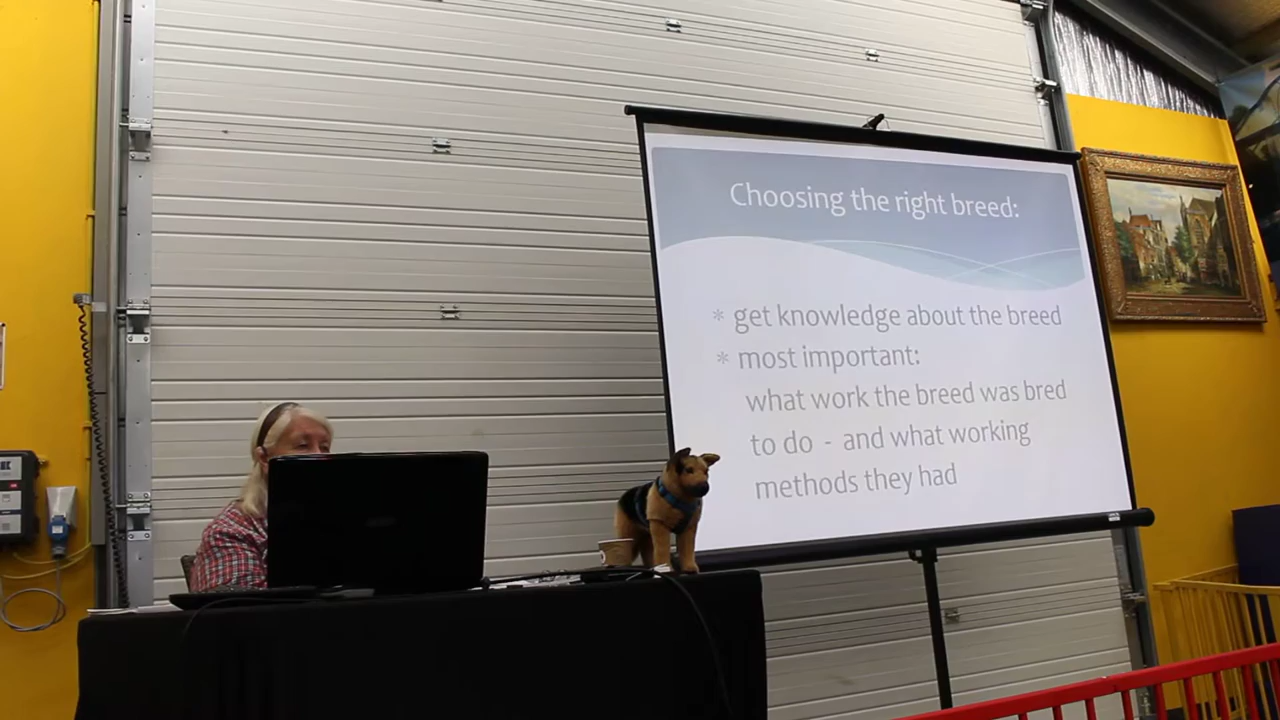 Choosing the right breed:
* get knowledge about the breed
* most important:
what work the breed was bred
to do - and what working
methods they had